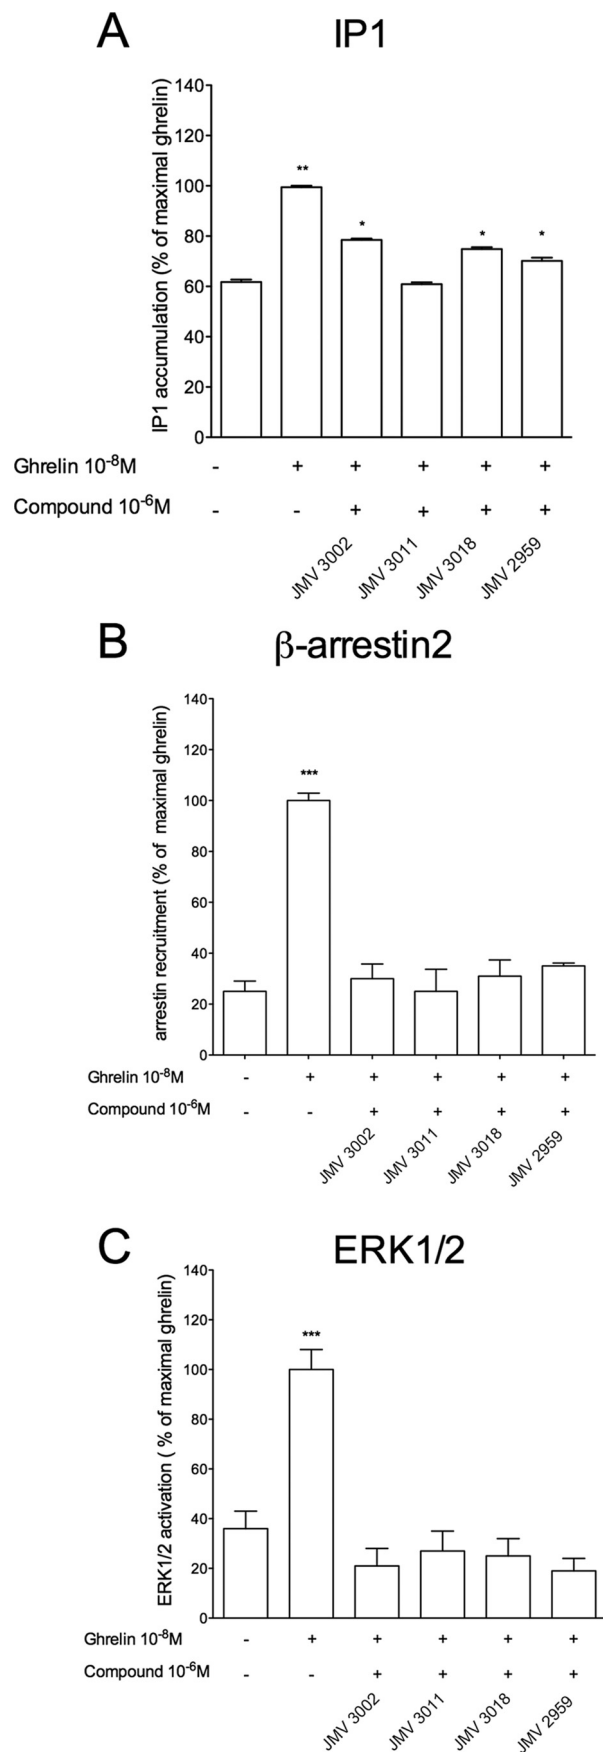 A
IP1
140
**
120
100
*
*
*
80
60
40
20
0
IP1 accumulation (% of maximal ghrelin)
Ghrelin 10⁻⁸M - + + + + +
Compound 10⁻⁶M - - + + + +
JMV 3002 JMV 3011 JMV 3018 JMV 2959
B
β-arrestin2
140
120
***
100
80
60
40
20
0
arrestin recruitment (% of maximal ghrelin)
Ghrelin 10⁻⁸M - + + + + +
Compound 10⁻⁶M - - + + + +
JMV 3002 JMV 3011 JMV 3018 JMV 2959
C
ERK1/2
140
120
***
100
80
60
40
20
0
ERK1/2 activation ( % of maximal ghrelin)
Ghrelin 10⁻⁸M - + + + + +
Compound 10⁻⁶M - - + + + +
JMV 3002 JMV 3011 JMV 3018 JMV 2959